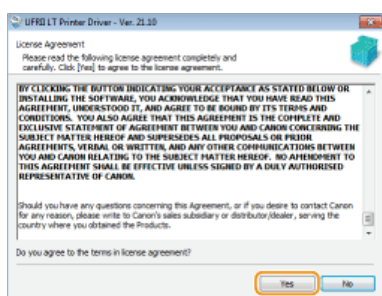 UFRII LT Printer Driver - Ver. 21.10
License Agreement
Please read the following license agreement completely and
carefully. Click [Yes] to agree to the license agreement.
BY CLICKING THE BUTTON INDICATING YOUR ACCEPTANCE AS STATED BELOW OR
INSTALLING THE SOFTWARE, YOU ACKNOWLEDGE THAT YOU HAVE READ THIS
AGREEMENT, UNDERSTOOD IT, AND AGREE TO BE BOUND BY ITS TERMS AND
CONDITIONS. YOU ALSO AGREE THAT THIS AGREEMENT IS THE COMPLETE AND
EXCLUSIVE STATEMENT OF AGREEMENT BETWEEN YOU AND CANON CONCERNING THE
SUBJECT MATTER HEREOF AND SUPERSEDES ALL PROPOSALS OR PRIOR
AGREEMENTS, VERBAL OR WRITTEN, AND ANY OTHER COMMUNICATIONS BETWEEN
YOU AND CANON RELATING TO THE SUBJECT MATTER HEREOF. NO AMENDMENT TO
THIS AGREEMENT SHALL BE EFFECTIVE UNLESS SIGNED BY A DULY AUTHORISED
REPRESENTATIVE OF CANON.
Should you have any questions concerning this Agreement, or if you desire to contact Canon
for any reason, please write to Canon's sales subsidiary or distributor/dealer, serving the
country where you obtained the Products.
Do you agree to the terms in license agreement?
Yes No